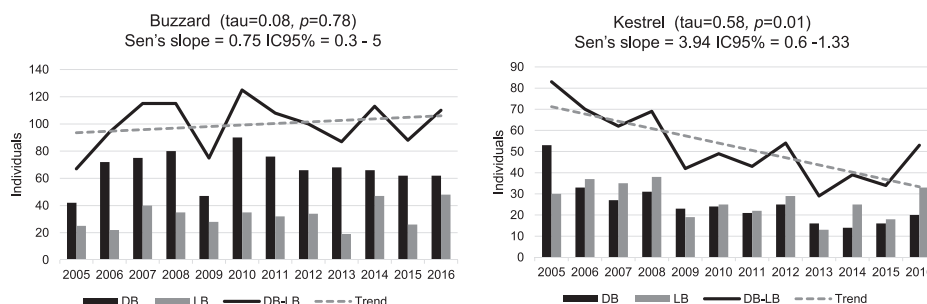 Buzzard (tau=0.08, p=0.78)
Sen's slope = 0.75 IC95% = 0.3 - 5
140
120
100
80
60
40
20
0
Individuals
2005 2006 2007 2008 2009 2010 2011 2012 2013 2014 2015 2016
DB LB DB-LB Trend
Kestrel (tau=0.58, p=0.01)
Sen's slope = 3.94 IC95% = 0.6 -1.33
90
80
70
60
50
40
30
20
10
0
Individuals
2005 2006 2007 2008 2009 2010 2011 2012 2013 2014 2015 2016
DB LB DB-LB Trend